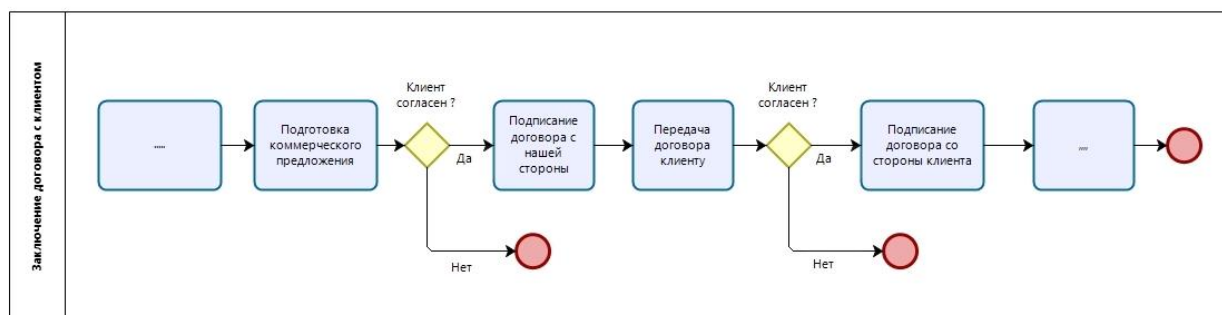 Заключение договора с клиентом
.....
Подготовка
коммерческого
предложения
Клиент
согласен ?
Да
Нет
Подписание
договора с
нашей
стороны
Передача
договора
клиенту
Клиент
согласен ?
Да
Нет
Подписание
договора со
стороны клиента
,,,,